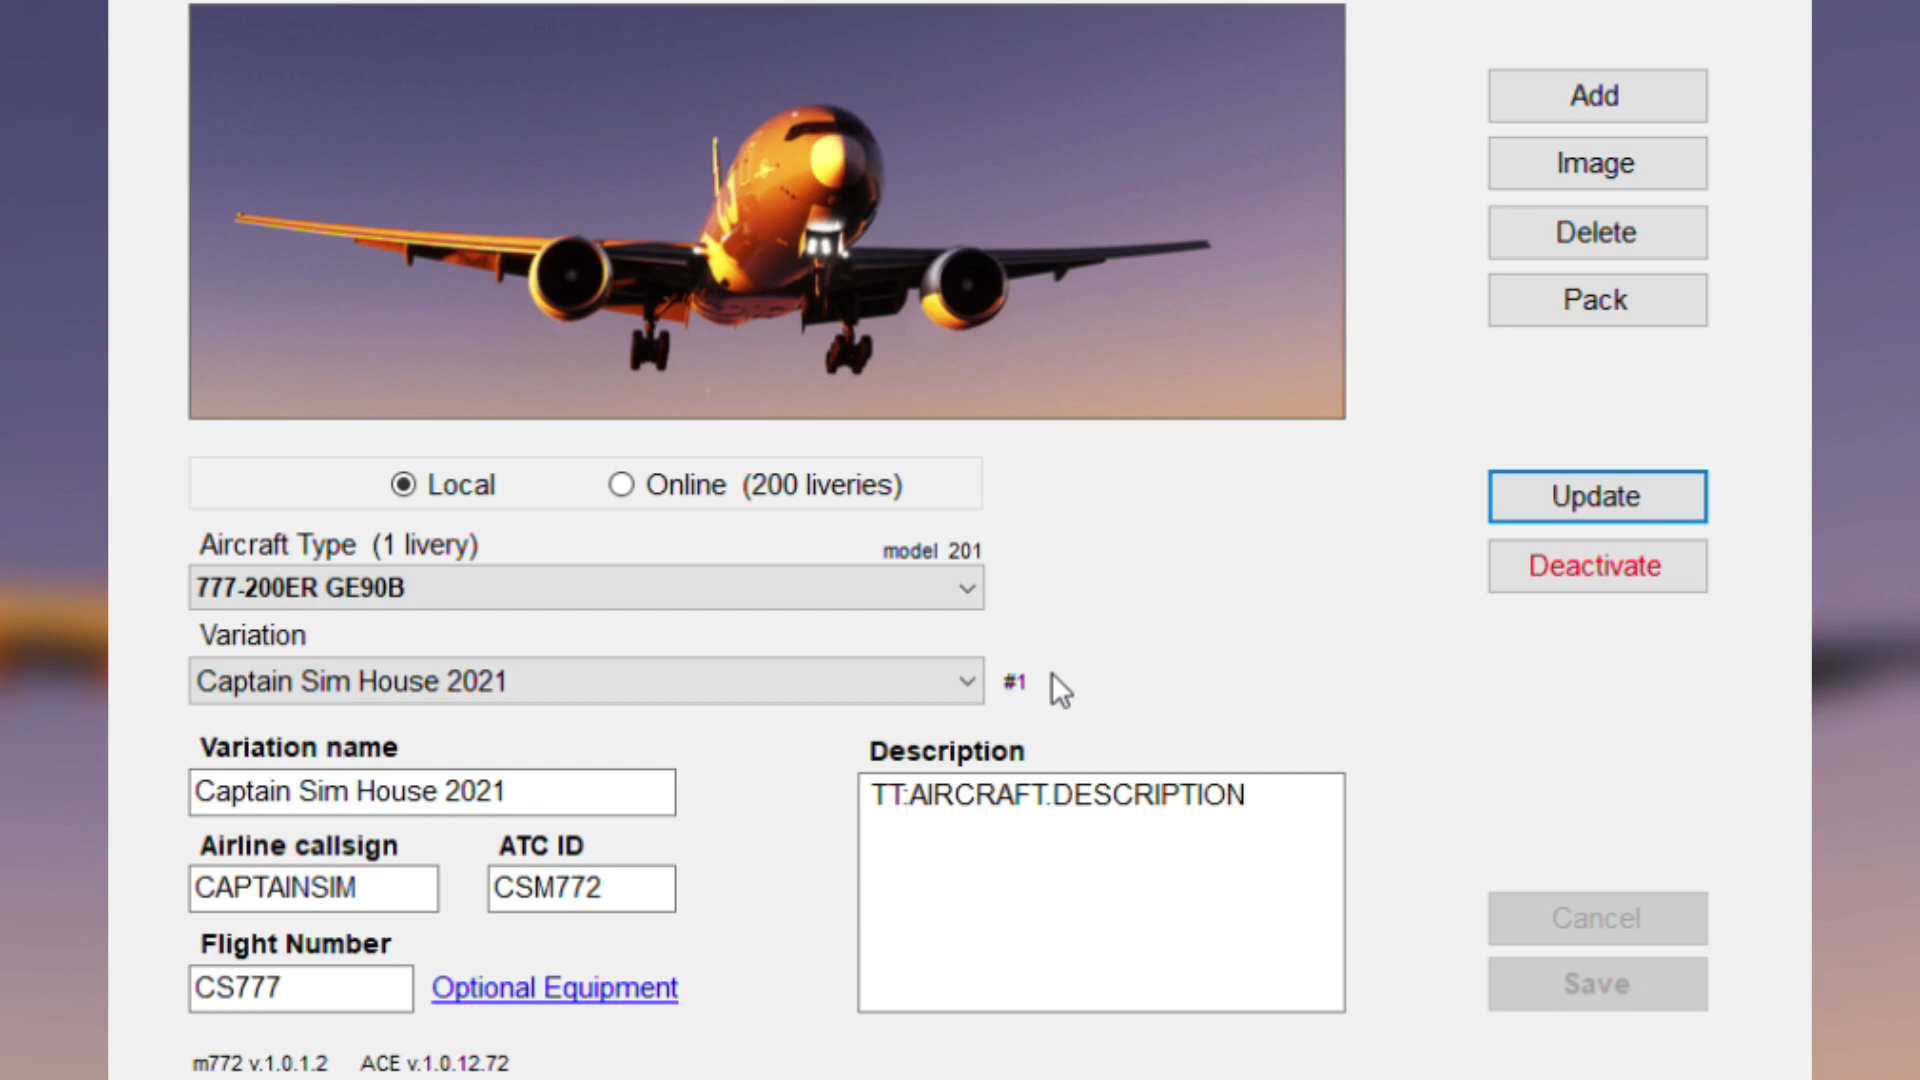 Add
Image
Delete
Pack
Local
Online (200 liveries)
Update
Aircraft Type (1 livery)
model 201
Deactivate
777-200ER GE90B
Variation
Captain Sim House 2021
#1
Variation name
Description
Captain Sim House 2021
TT:AIRCRAFT.DESCRIPTION
Airline callsign
ATC ID
CAPTAINSIM
CSM772
Cancel
Flight Number
CS777
Optional Equipment
Save
m772 v.1.0.1.2
ACE v.1.0.12.72